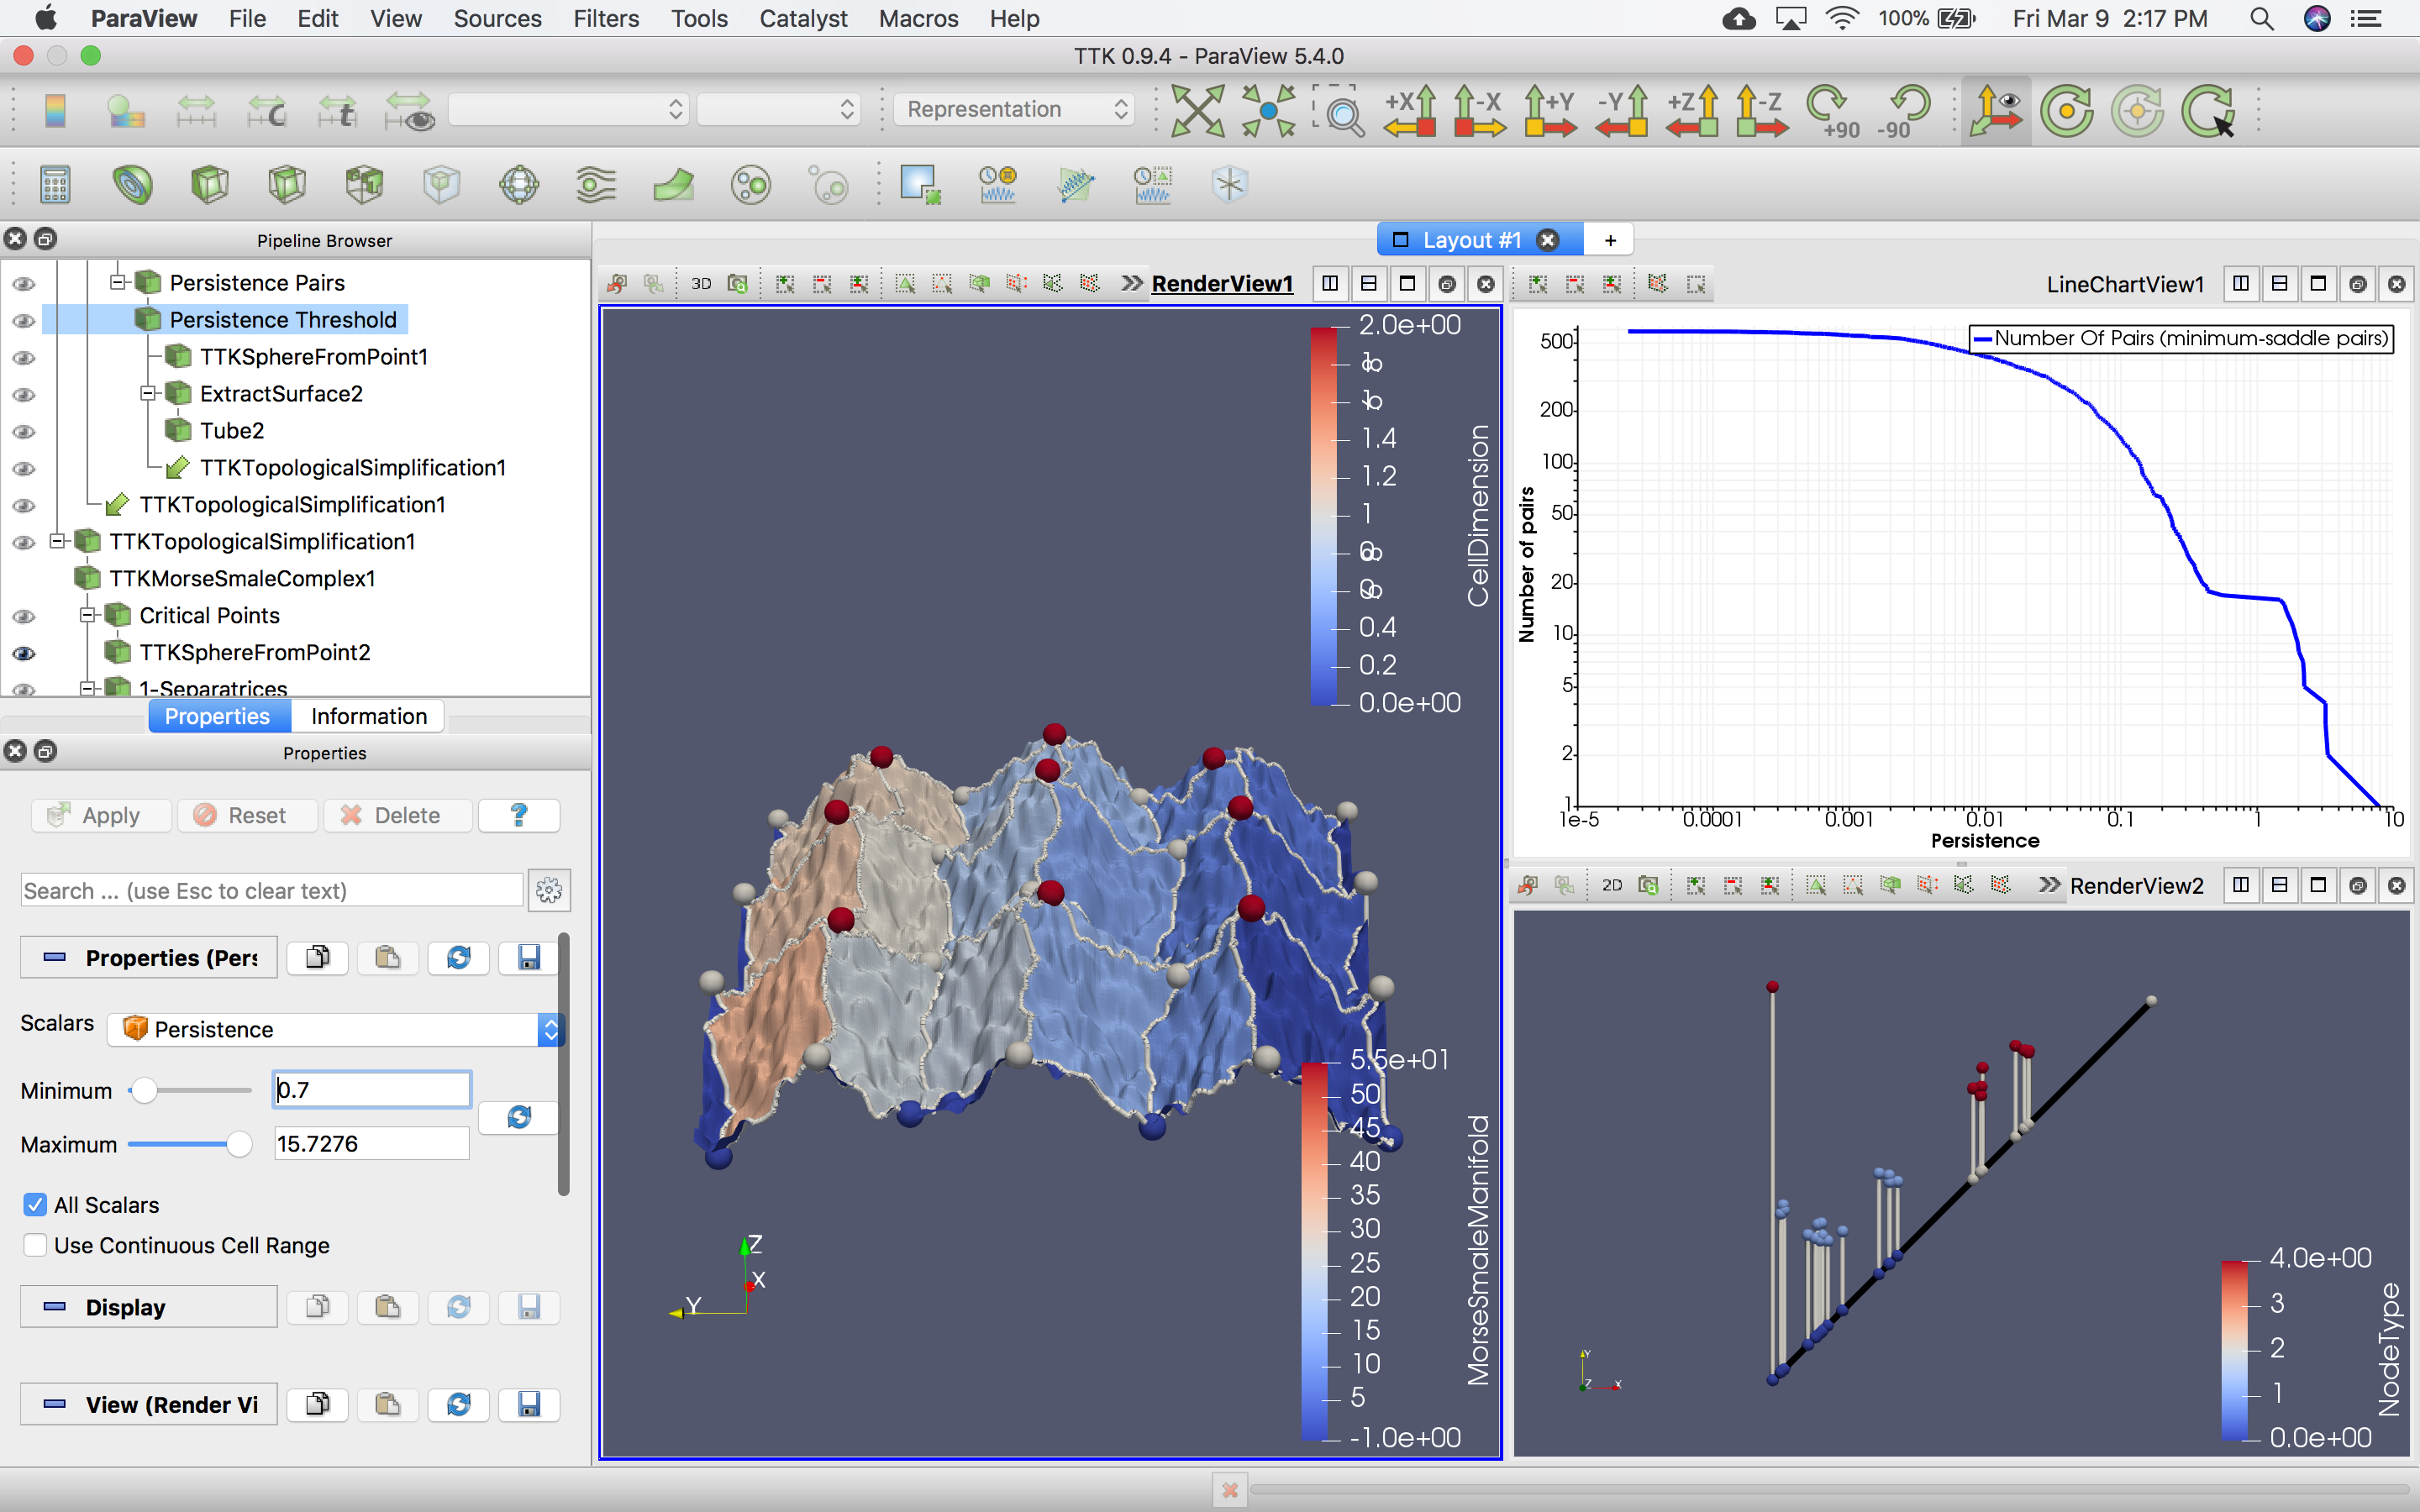 ParaView File Edit View Sources Filters Tools Catalyst Macros Help 100% Fri Mar 9 2:17 PM
TTK 0.9.4 - ParaView 5.4.0
Representation +X -X +Y -Y +Z -Z +90 -90
Pipeline Browser
Persistence Pairs
Persistence Threshold
TTKSphereFromPoint1
ExtractSurface2
Tube2
TTKTopologicalSimplification1
TTKTopologicalSimplification1
TTKTopologicalSimplification1
TTKMorseSmaleComplex1
Critical Points
TTKSphereFromPoint2
1-Separatrices
Properties Information
Properties
Apply Reset Delete ?
Search ... (use Esc to clear text)
Properties (Pers
Scalars Persistence
Minimum 0.7
Maximum 15.7276
All Scalars
Use Continuous Cell Range
Display
View (Render Vi
Layout #1 +
3D RenderView1
2.0e+00
1.4
1.2
1
0.4
0.2
0.0e+00
CellDimension
5.5e+01
50
45
40
35
30
25
20
15
10
5
-1.0e+00
MorseSmaleManifold
Z
X
Y
LineChartView1
Number Of Pairs (minimum-saddle pairs)
500
200
100
50
20
10
5
2
1
Number of pairs
1e-5 0.0001 0.001 0.01 0.1 1 10
Persistence
2D RenderView2
4.0e+00
3
2
1
0.0e+00
NodeType
Y
Z X